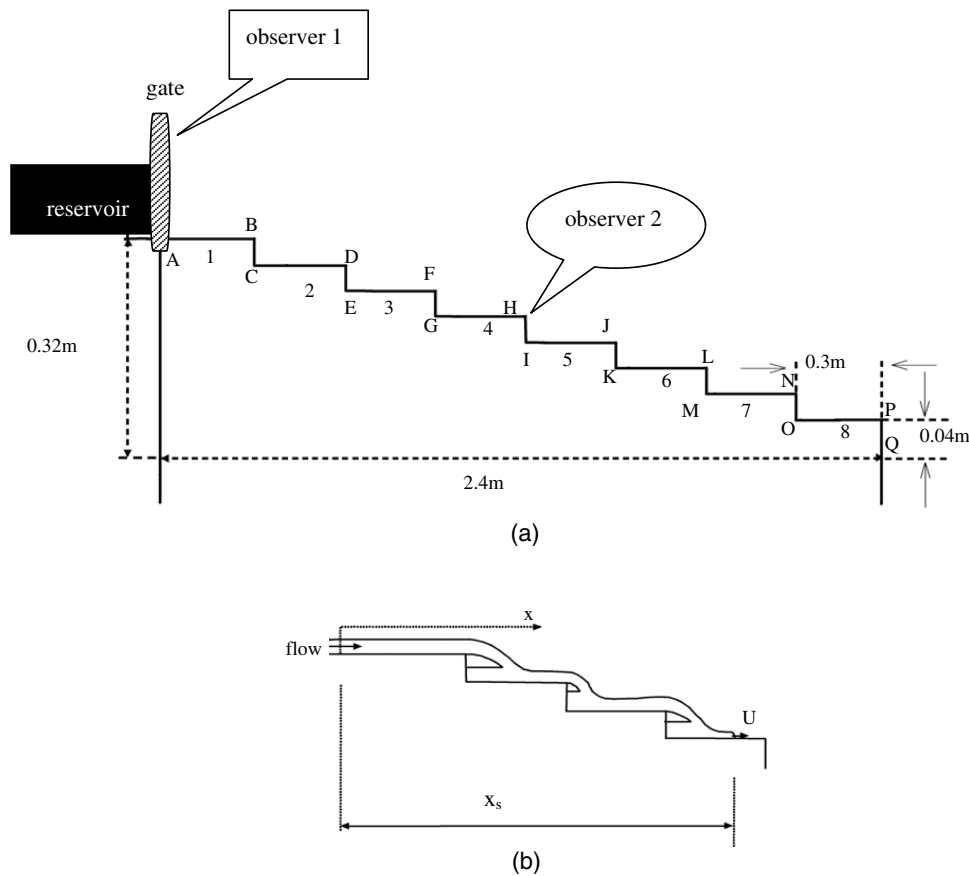 observer 1
gate
reservoir
observer 2
A
1
B
C
2
D
E
3
F
G
4
H
I
5
J
K
6
L
M
7
N
O
8
P
Q
0.32m
0.3m
0.04m
2.4m
(a)
x
flow
U
xₛ
(b)